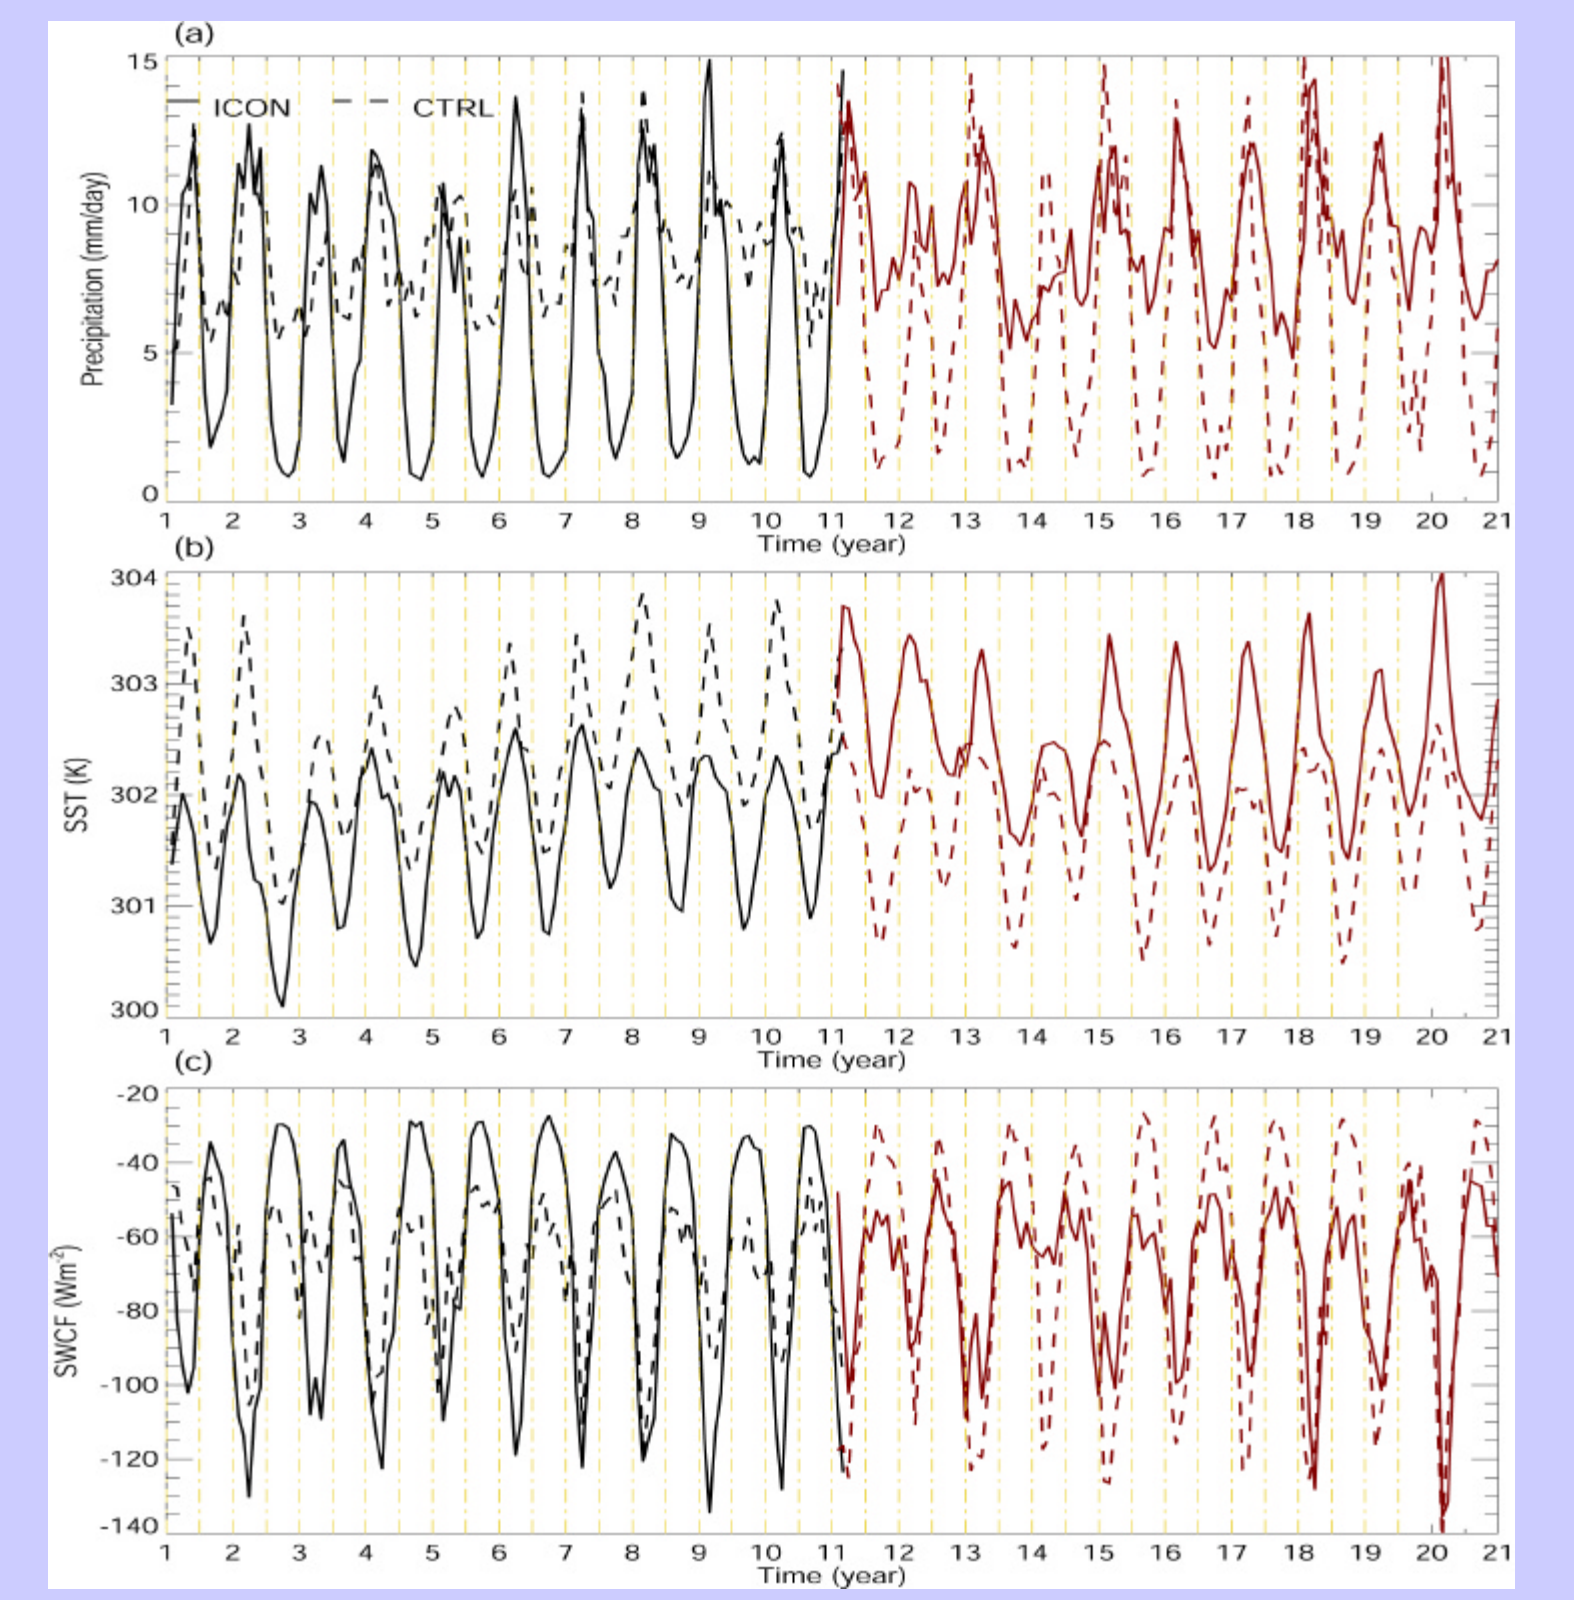 (a)
15
ICON CTRL
10
Precipitation (mm/day)
5
0
1 2 3 4 5 6 7 8 9 10 11 12 13 14 15 16 17 18 19 20 21
Time (year)
(b)
304
303
302
SST (K)
301
300
1 2 3 4 5 6 7 8 9 10 11 12 13 14 15 16 17 18 19 20 21
Time (year)
(c)
-20
-40
-60
-80
SWCF (Wm-2)
-100
-120
-140
1 2 3 4 5 6 7 8 9 10 11 12 13 14 15 16 17 18 19 20 21
Time (year)